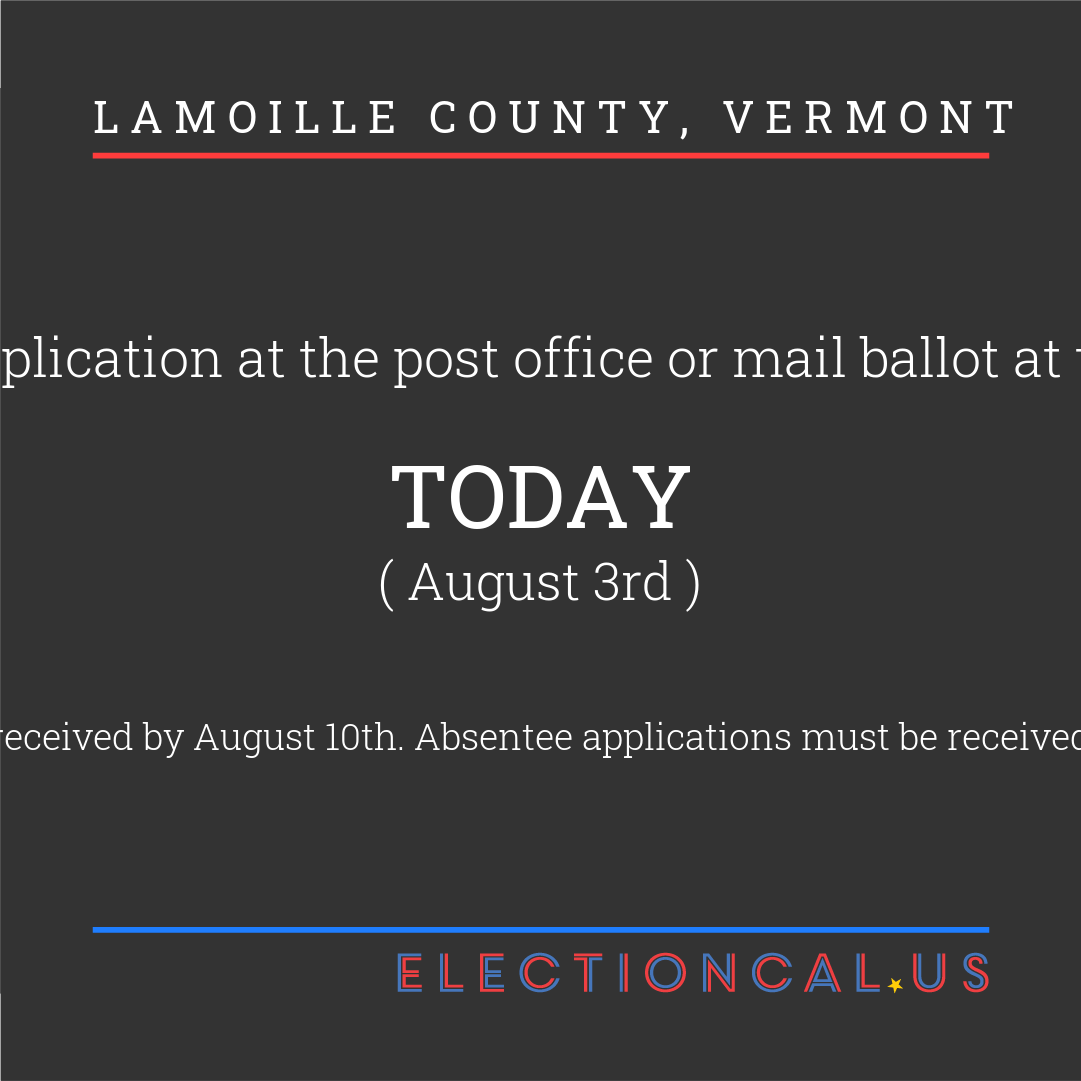 LAMOILLE COUNTY, VERMONT
plication at the post office or mail ballot at
TODAY
( August 3rd )
received by August 10th. Absentee applications must be received
ELECTIONCAL.US